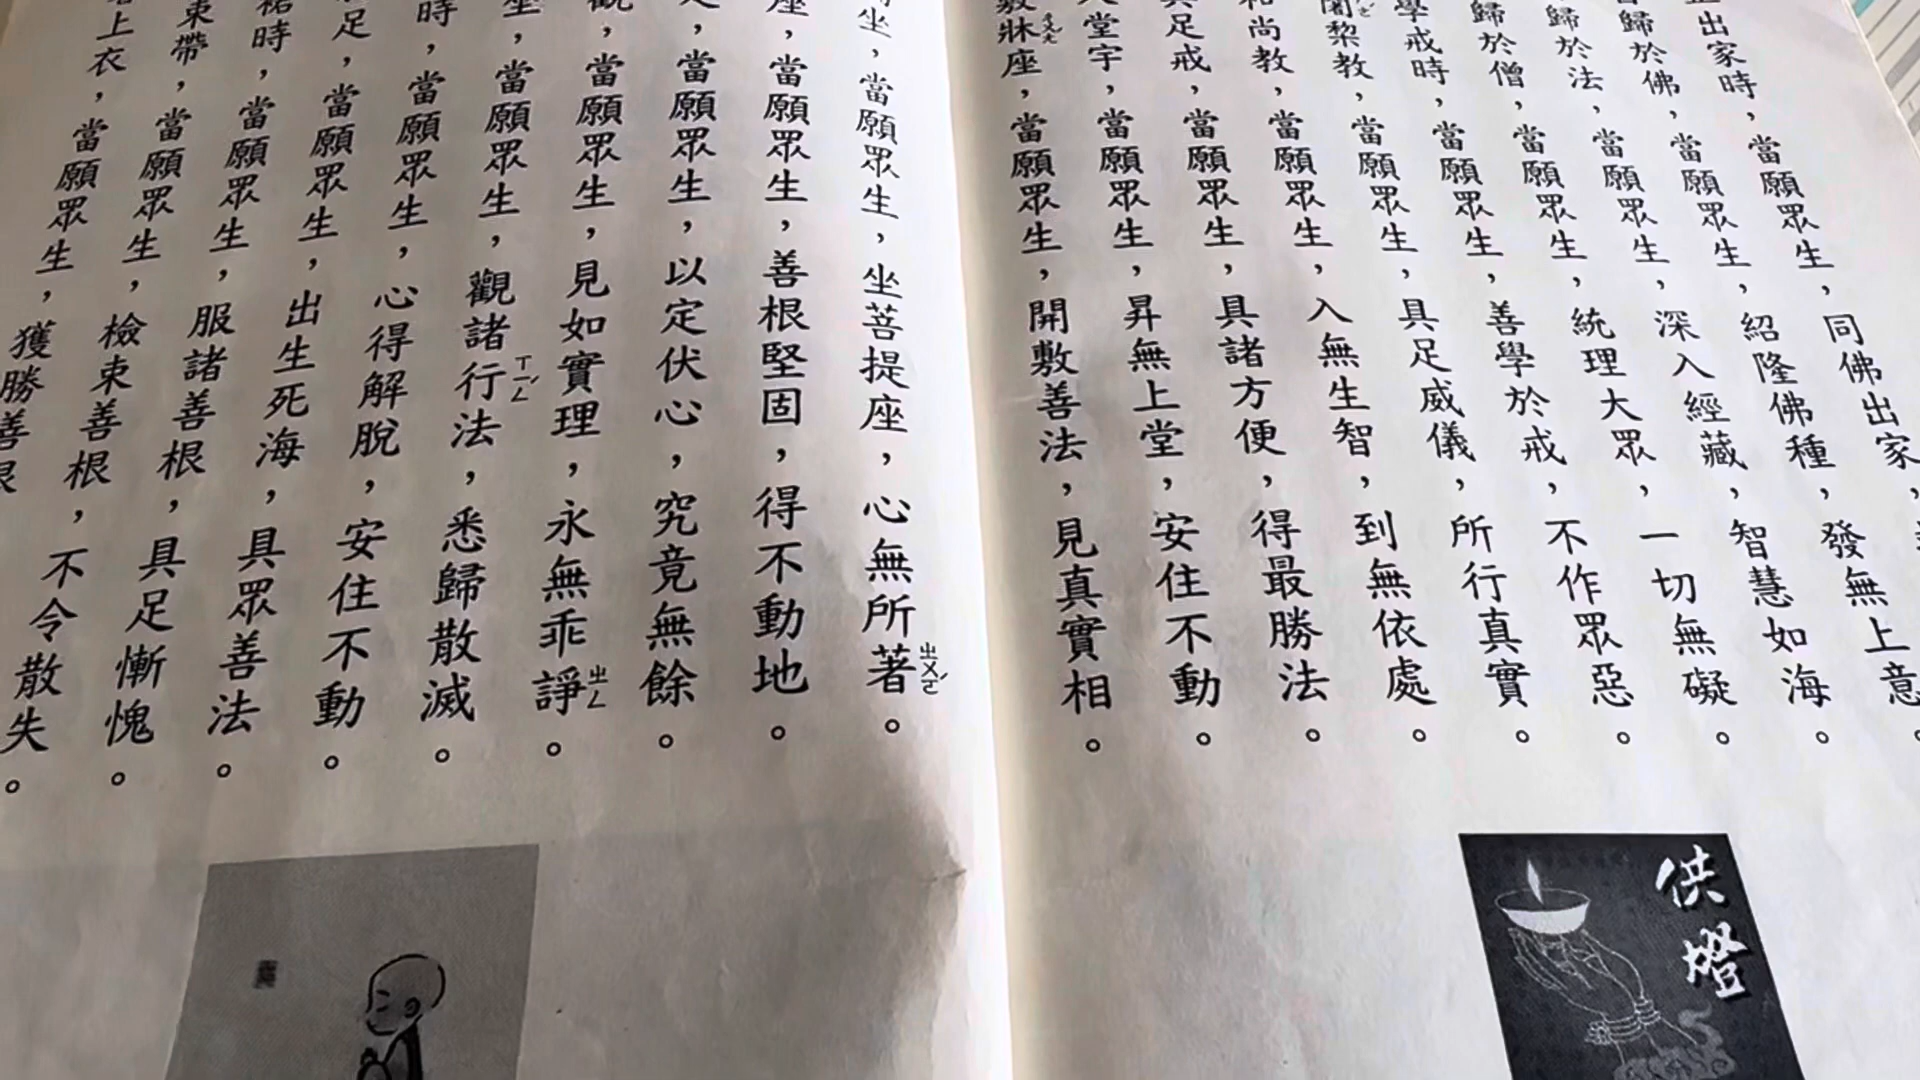 出家時，當願眾生，同佛出家，
發無上意。
歸於佛，當願眾生，紹隆佛種，
智慧如海。
歸於法，當願眾生，深入經藏，
一切無礙。
歸於僧，當願眾生，統理大眾，
不作眾惡。
學戒時，當願眾生，善學於戒，
所行真實
闍黎教，當願眾生，具足威儀，
到無依處。
和尚教，當願眾生，入無生智，
得最勝法。
具足戒，當願眾生，具諸方便，
安住不動。
堂宇，當願眾生，昇無上堂，
見真實相。
敷牀座，當願眾生，開敷善法，
坐，當願眾生，坐菩提座，心無所著ㄓㄨㄛˊ。
座，當願眾生，善根堅固，得不動地。
，當願眾生，以定伏心，究竟無餘。
觀，當願眾生，見如實理，永無乖諍ㄓㄥ。
坐，當願眾生，觀諸行ㄒㄧㄥˊ法，悉歸散滅。
時，當願眾生，心得解脫，安住不動。
足，當願眾生，出生死海，具眾善法。
裙時，當願眾生，服諸善根，具足慚愧。
束帶，當願眾生，檢束善根，不令散失。
上衣，當願眾生，獲勝善根
供燈